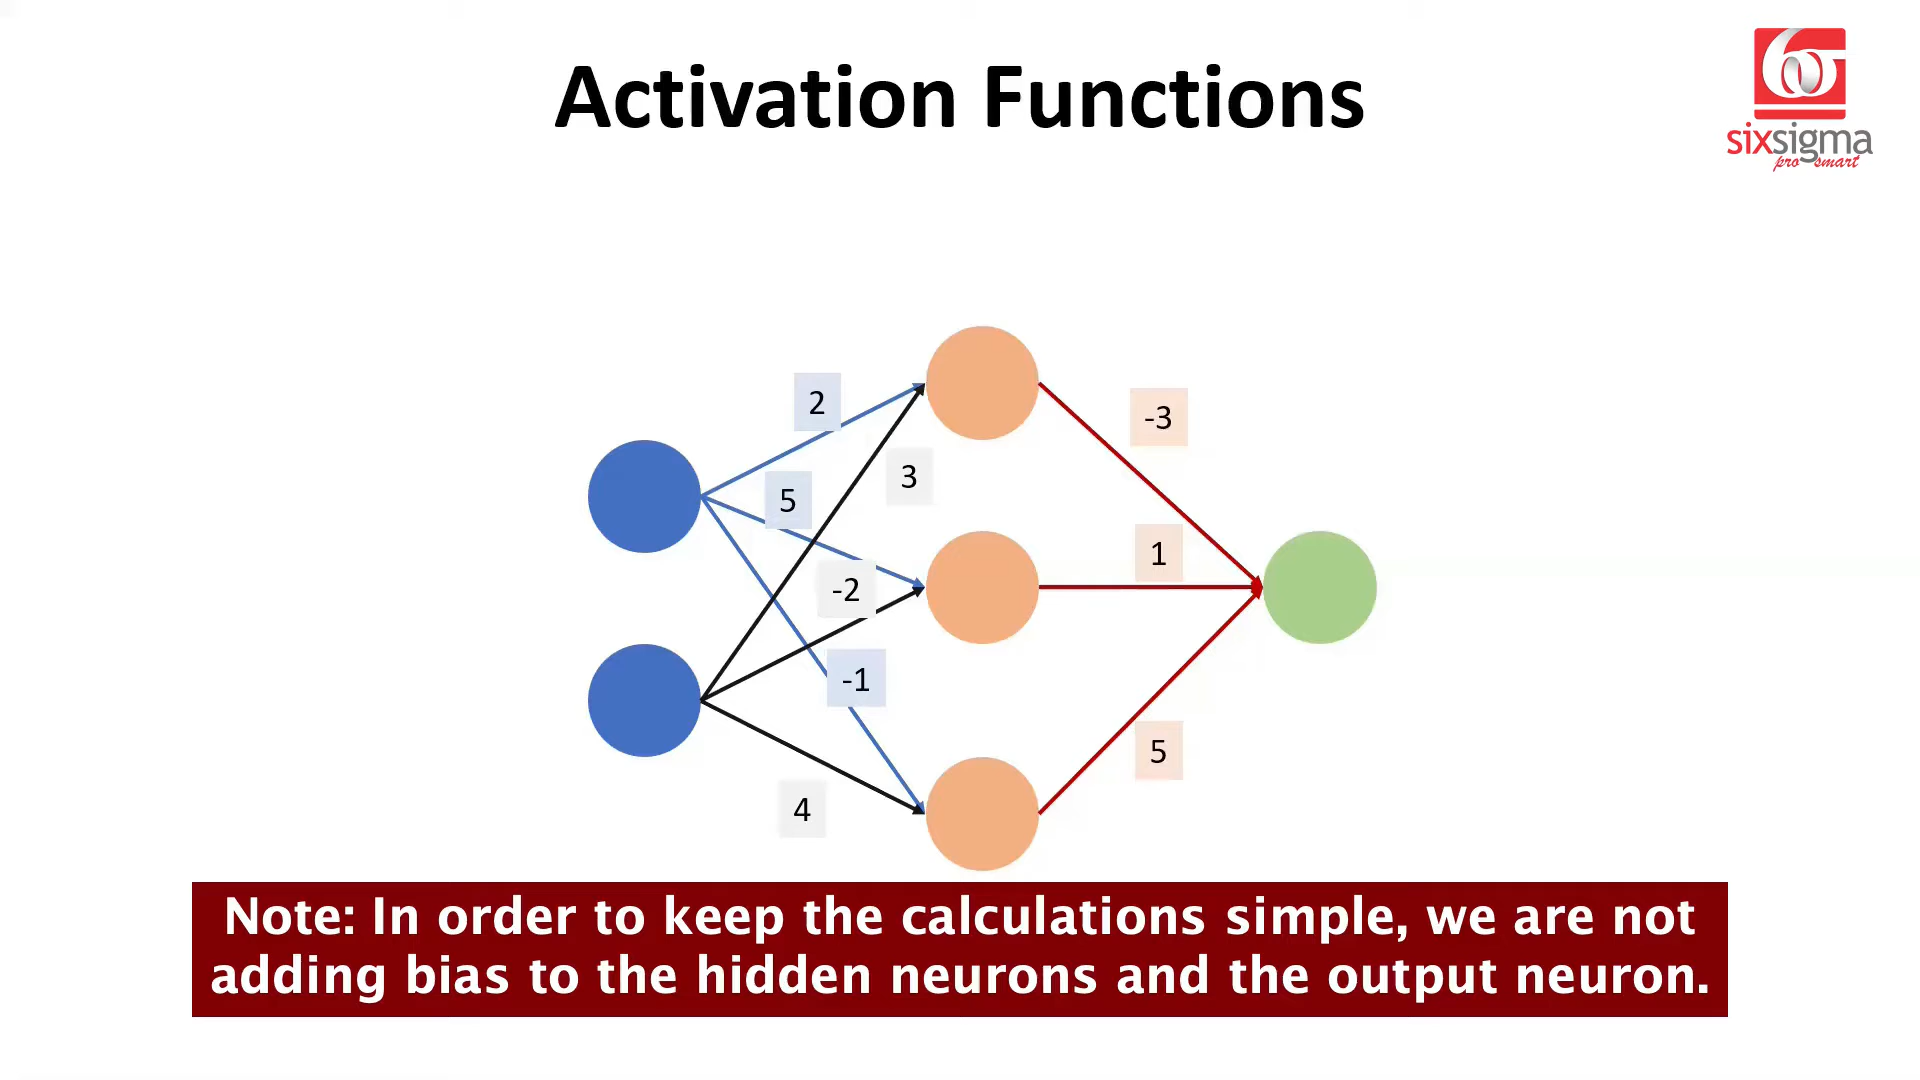 Activation Functions
6σ
sixsigma
pro smart
2
-3
3
5
1
-2
-1
5
4
Note: In order to keep the calculations simple, we are not
adding bias to the hidden neurons and the output neuron.